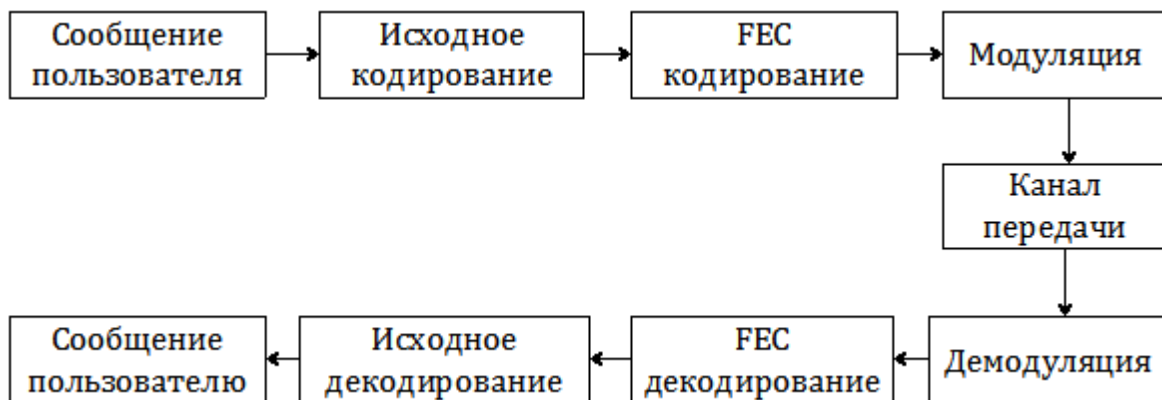 Сообщение
пользователя
Исходное
кодирование
FEC
кодирование
Модуляция
Канал
передачи
Сообщение
пользователю
Исходное
декодирование
FEC
декодирование
Демодуляция